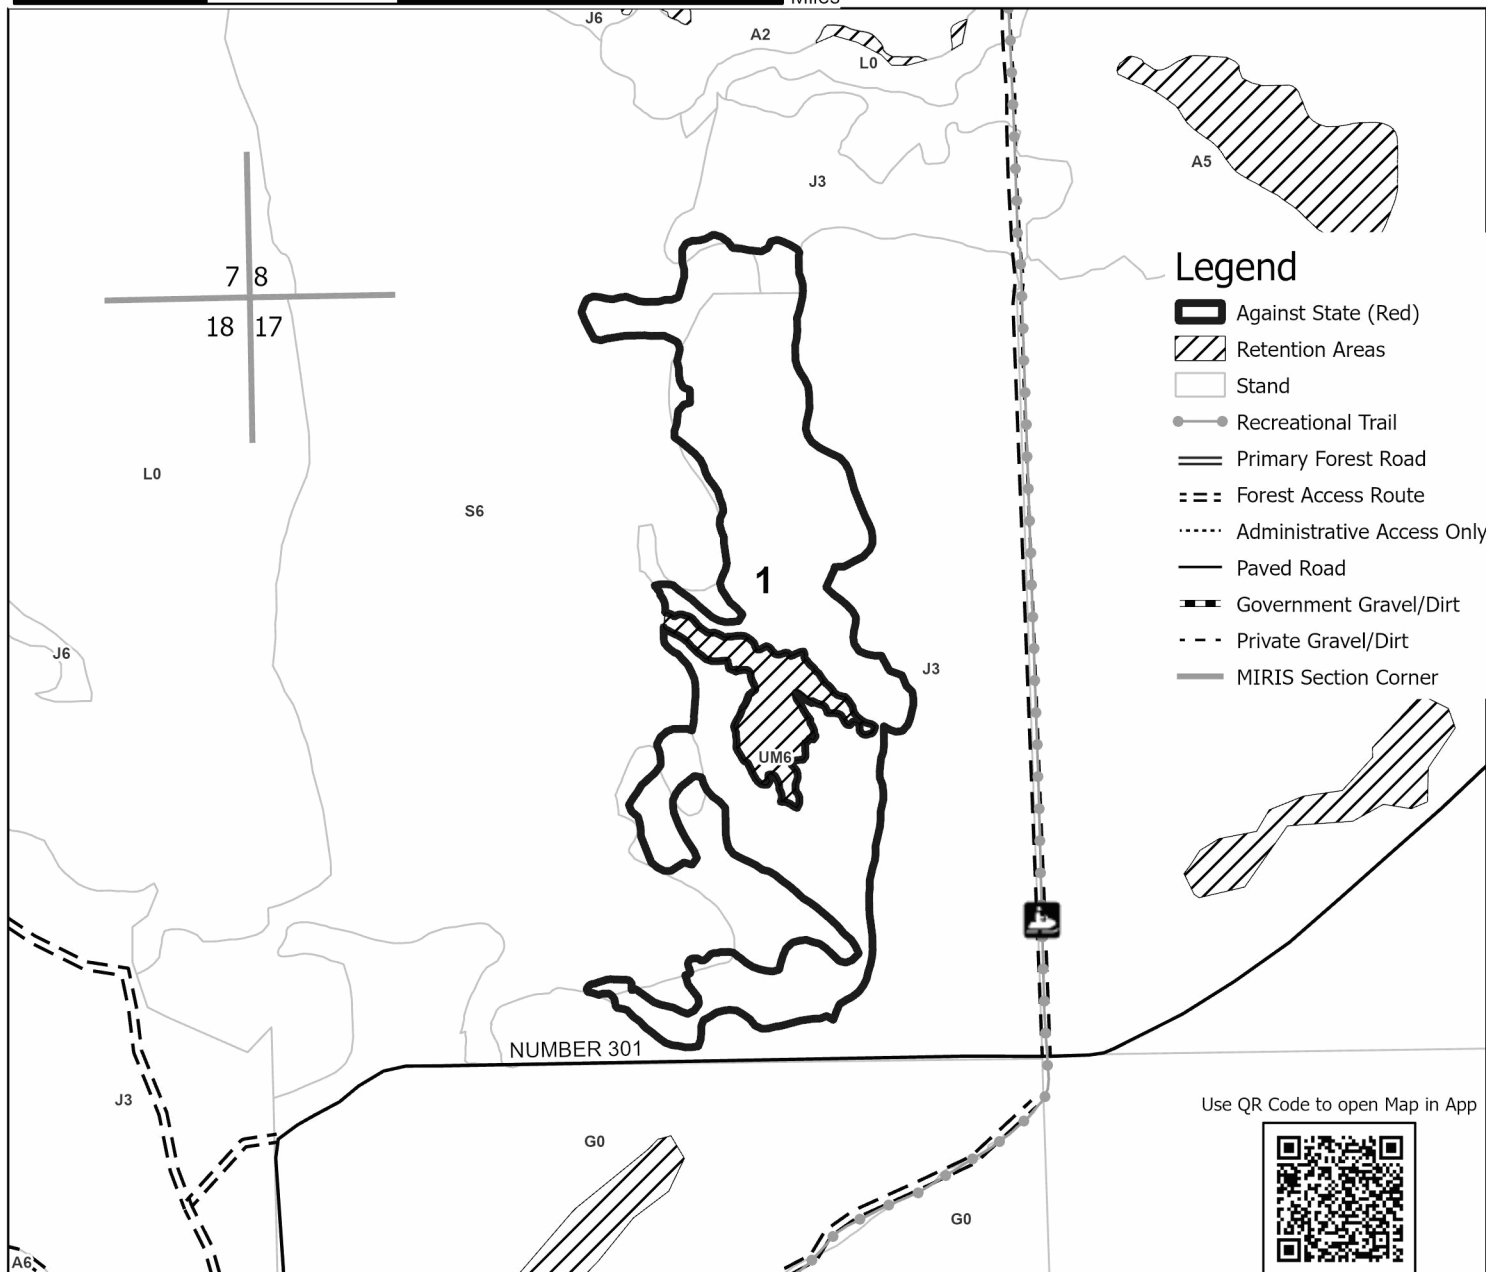 J6
A2
L0
A5
J3
7 8
18 17
Legend
Against State (Red)
Retention Areas
Stand
Recreational Trail
Primary Forest Road
Forest Access Route
Administrative Access Only
Paved Road
Government Gravel/Dirt
Private Gravel/Dirt
MIRIS Section Corner
L0
S6
1
J6
J3
UM6
NUMBER 301
J3
G0
Use QR Code to open Map in App
G0
A6